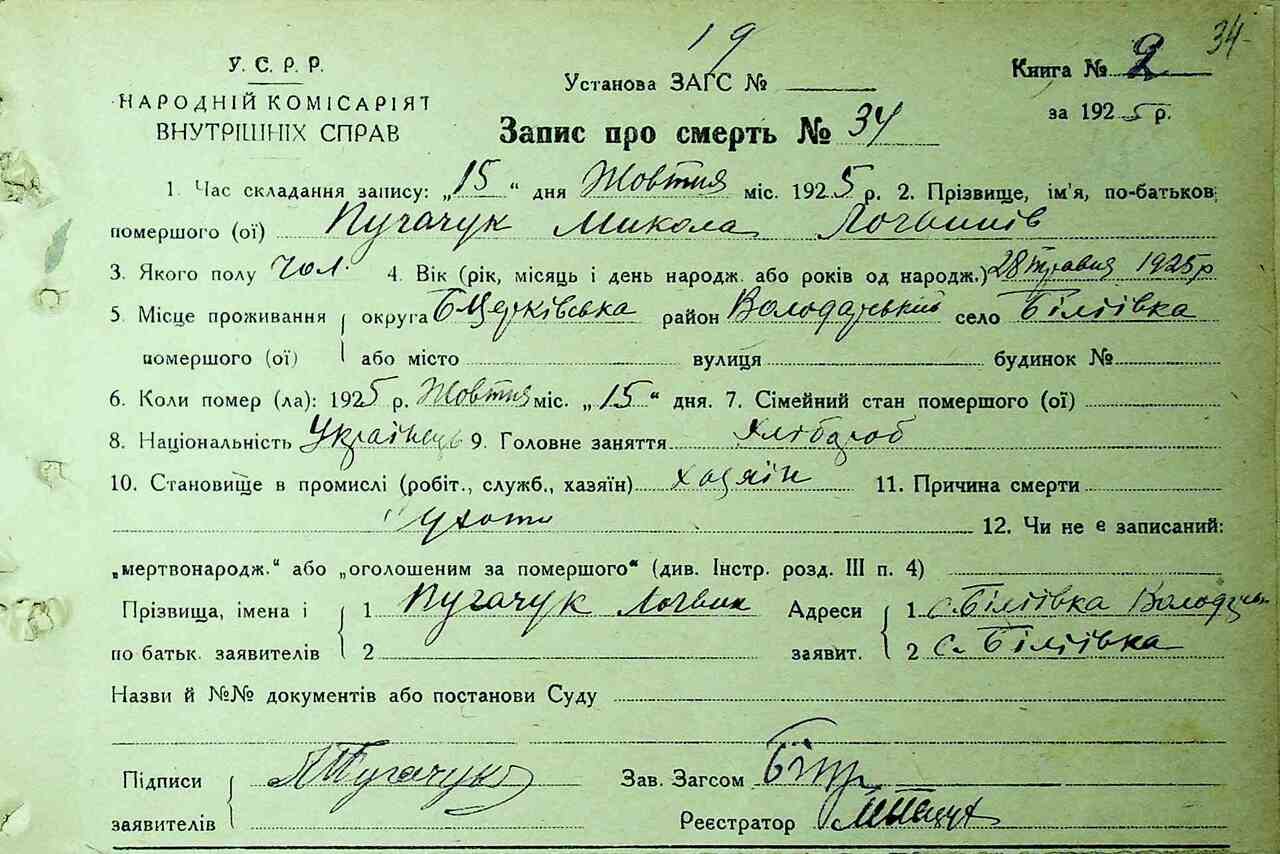 34
19
У. С. Р. Р.
Установа ЗАГС №
Книга № 2
НАРОДНІЙ КОМІСАРІЯТ
ВНУТРІШНІХ СПРАВ
за 1925 р.
Запис про смерть № 34
1. Час складання запису: „15“ дня Жовтня міс. 1925 р. 2. Прізвище, ім'я, по-батьков.
помершого (ої) Пугачук Микола Логвинів
3. Якого полу чол. 4. Вік (рік, місяць і день народж. або років од народж.) 28 травня 1925 р
5. Місце проживання округа Б Церківська район Володарський село
помершого (ої) або місто вулиця будинок №
6. Коли помер (ла): 1925 р. Жовтня міс. „15“ дня. 7. Сімейний стан помершого (ої)
8. Національність Українець 9. Головне заняття Хлібороб
10. Становище в промислі (робіт., служб., хазяїн) хазяїн 11. Причина смерти
12. Чи не є записаний:
„мертвонародж.“ або „оголошеним за помершого“ (див. Інстр. розд. III п. 4)
Прізвища, імена і 1 Пугачук Логвин Адреси 1 с.
по батьк. заявителів 2 заявит. 2 с.
Назви й №№ документів або постанови Суду
Підписи Пугачук Зав. Загсом
заявителів Реєстратор